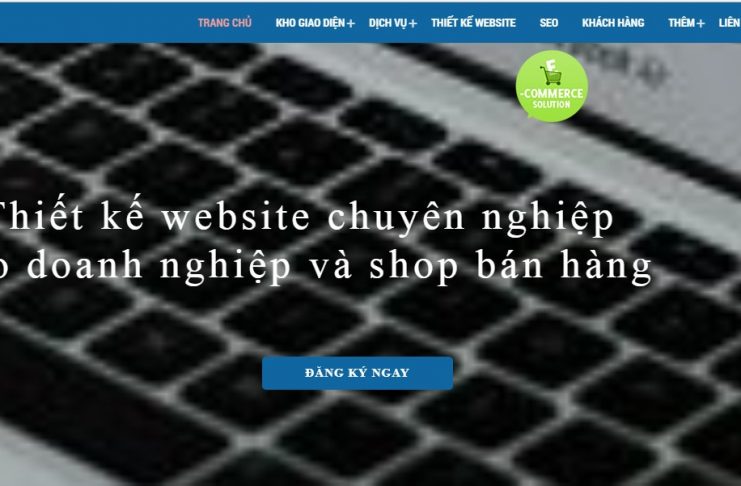 TRANG CHỦ KHO GIAO DIỆN+ DỊCH VỤ+ THIẾT KẾ WEBSITE SEO KHÁCH HÀNG THÊM+ LIÊN
E
-COMMERCE
SOLUTION
Thiết kế website chuyên nghiệp
o doanh nghiệp và shop bán hàng
ĐĂNG KÝ NGAY